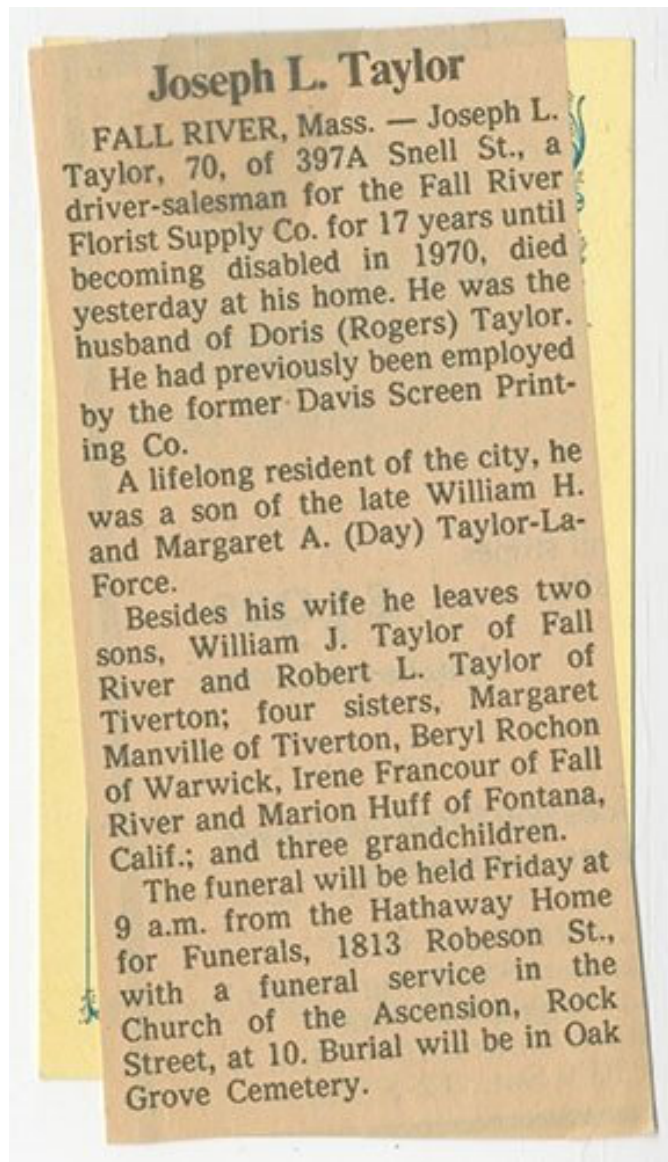 Joseph L. Taylor
FALL RIVER, Mass. — Joseph L.
Taylor, 70, of 397A Snell St., a
driver-salesman for the Fall River
Florist Supply Co. for 17 years until
becoming disabled in 1970, died
yesterday at his home. He was the
husband of Doris (Rogers) Taylor.
He had previously been employed
by the former Davis Screen Print-
ing Co.
A lifelong resident of the city, he
was a son of the late William H.
and Margaret A. (Day) Taylor-La-
Force.
Besides his wife he leaves two
sons, William J. Taylor of Fall
River and Robert L. Taylor of
Tiverton; four sisters, Margaret
Manville of Tiverton, Beryl Rochon
of Warwick, Irene Francour of Fall
River and Marion Huff of Fontana,
Calif.; and three grandchildren.
The funeral will be held Friday at
9 a.m. from the Hathaway Home
for Funerals, 1813 Robeson St.,
with a funeral service in the
Church of the Ascension, Rock
Street, at 10. Burial will be in Oak
Grove Cemetery.